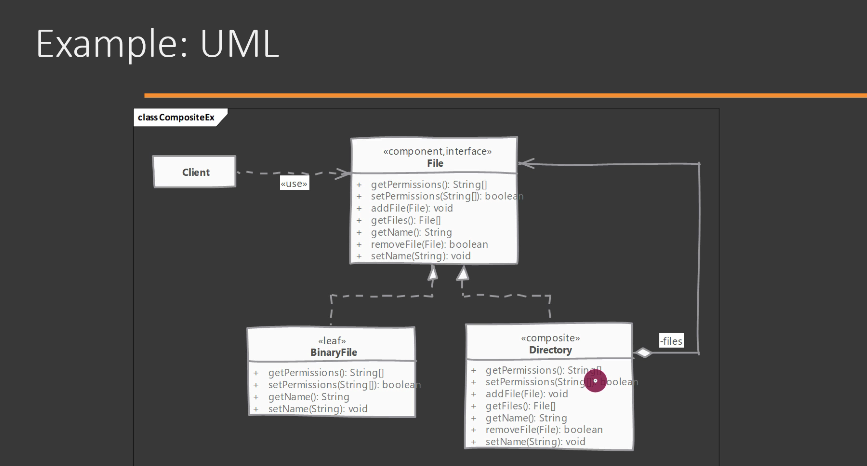 Example: UML
class CompositeEx
Client
«use»
«component,interface»
File
+ getPermissions(): String[]
+ setPermissions(String[]): boolean
+ addFile(File): void
+ getFiles(): File[]
+ getName(): String
+ removeFile(File): boolean
+ setName(String): void
«leaf»
BinaryFile
+ getPermissions(): String[]
+ setPermissions(String[]): boolean
+ getName(): String
+ setName(String): void
«composite»
Directory
-files
+ getPermissions(): String[]
+ setPermissions(String boolean
+ addFile(File): void
+ getFiles(): File[]
+ getName(): String
+ removeFile(File): boolean
+ setName(String): void